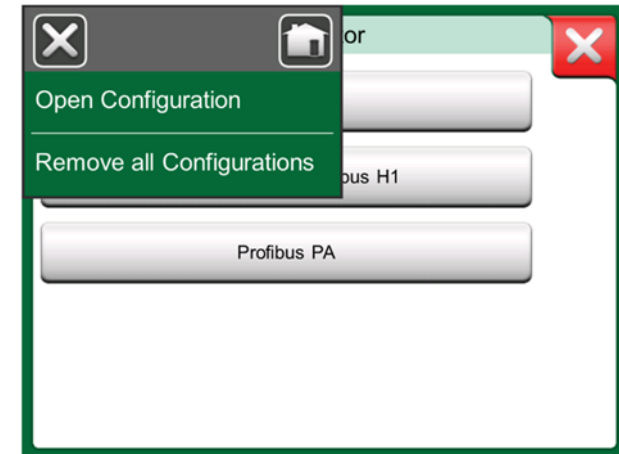 or
Open Configuration
Remove all Configurations
bus H1
Profibus PA